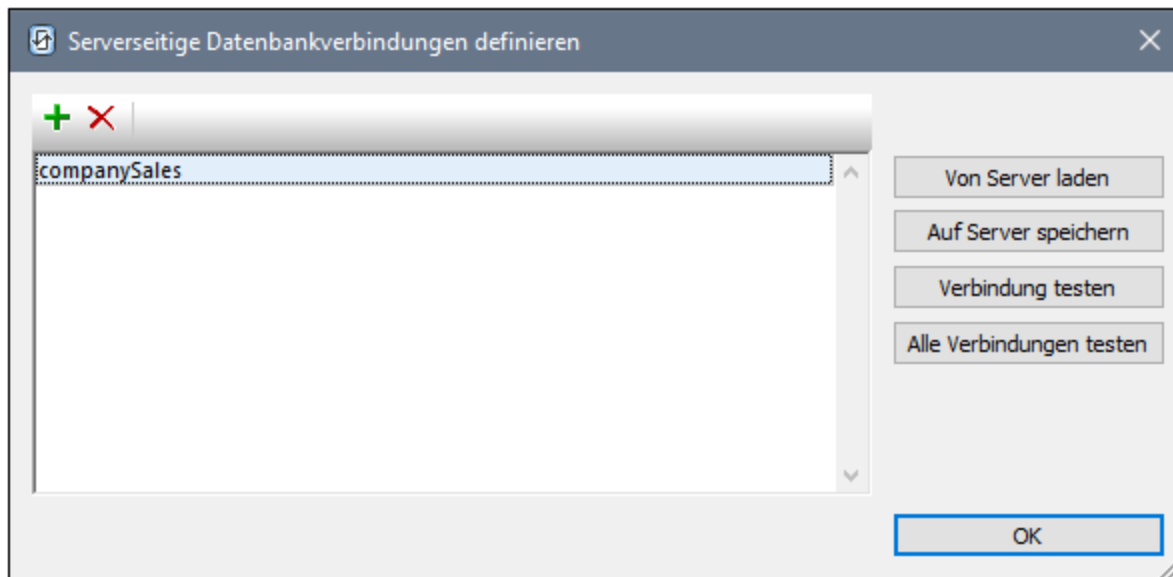 Serverseitige Datenbankverbindungen definieren
companySales
Von Server laden
Auf Server speichern
Verbindung testen
Alle Verbindungen testen
OK